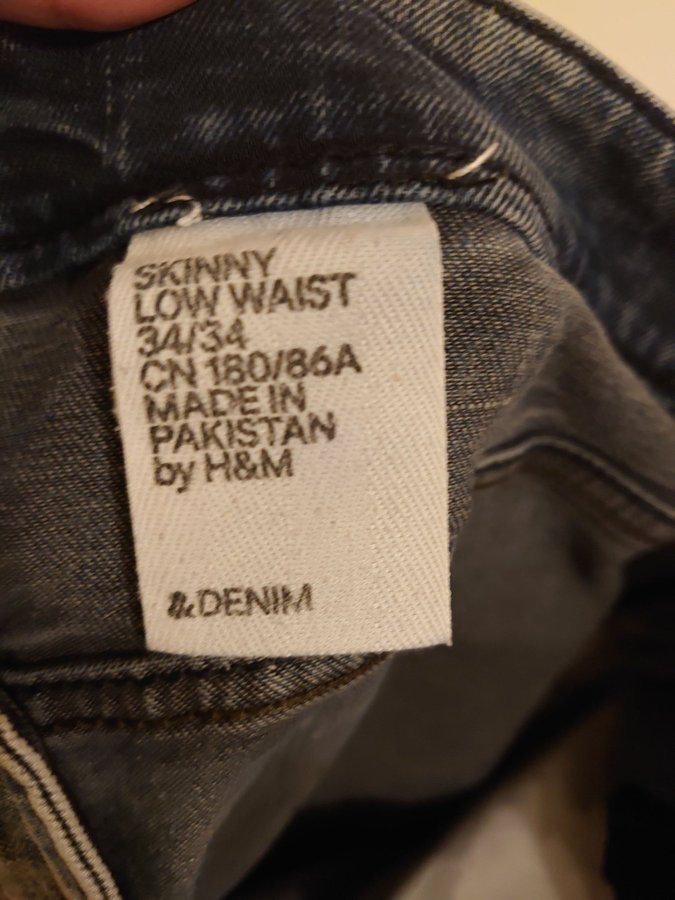 SKINNY
LOW WAIST
34/34
CN 180/86A
MADE IN
PAKISTAN
by H&M
&DENIM